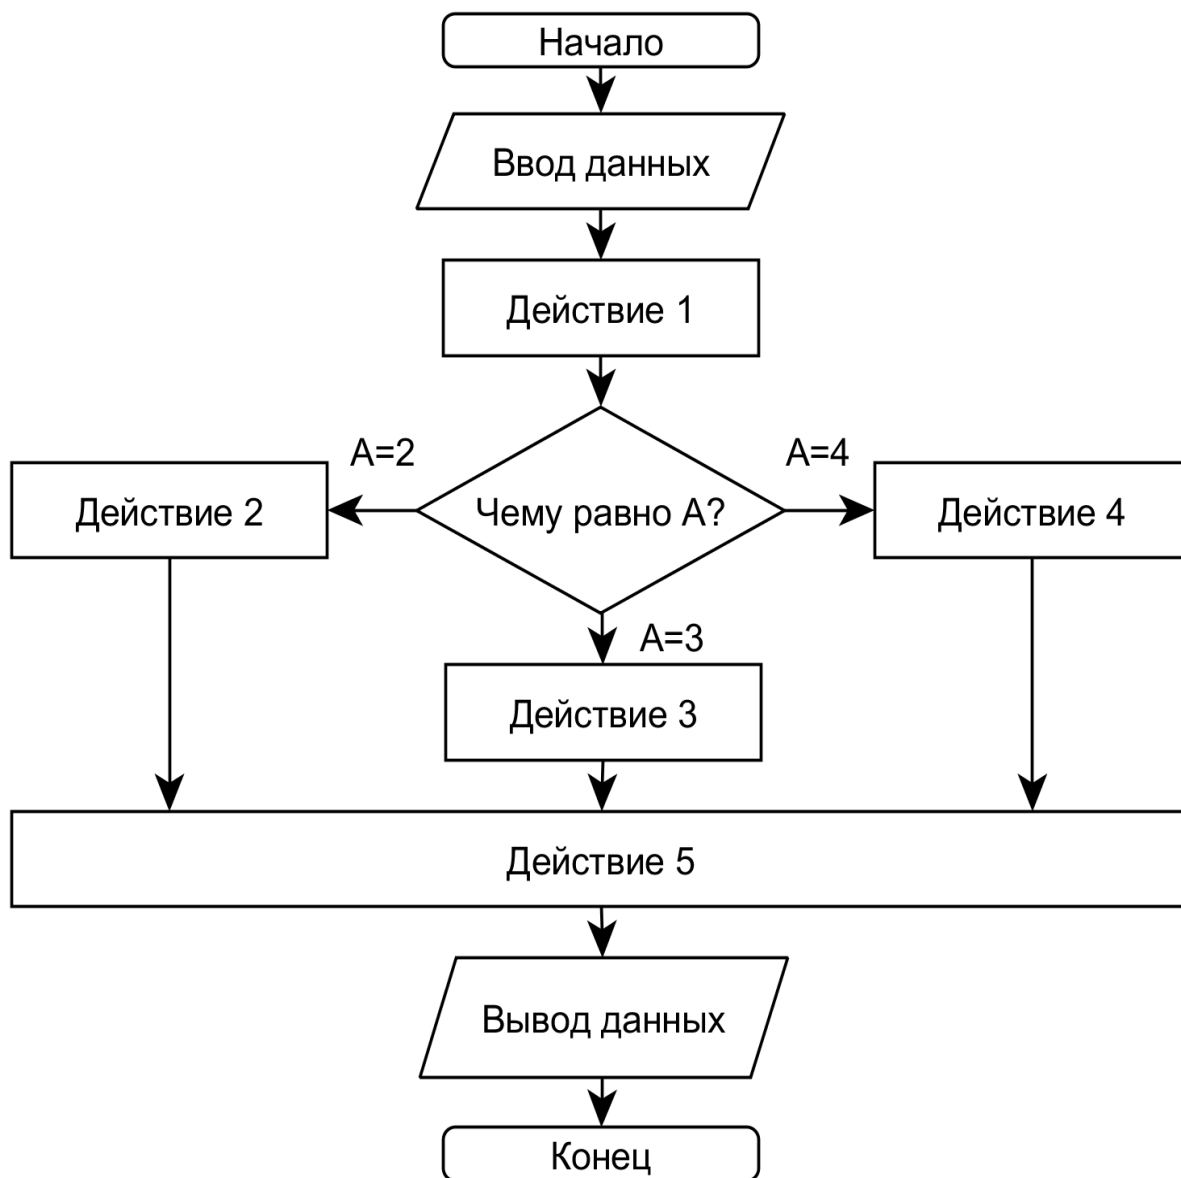 Начало
Ввод данных
Действие 1
A=2
A=4
Действие 2
Чему равно A?
Действие 4
A=3
Действие 3
Действие 5
Вывод данных
Конец